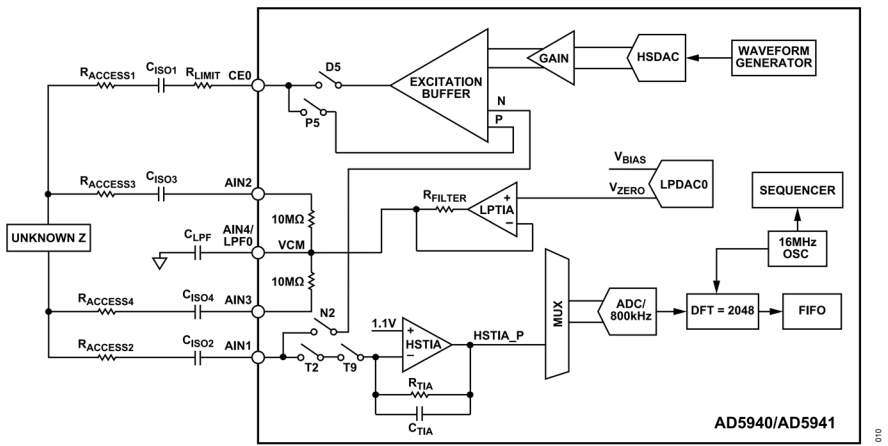 D5
EXCITATION
BUFFER
GAIN
HSDAC
WAVEFORM
GENERATOR
RACCESS1
CISO1
RLIMIT
CE0
P5
N
P
RACCESS3
CISO3
AIN2
10MΩ
RFILTER
LPTIA
+
−
VBIAS
VZERO
LPDAC0
SEQUENCER
UNKNOWN Z
CLPF
AIN4/
LPF0
VCM
16MHz
OSC
10MΩ
RACCESS4
CISO4
AIN3
N2
MUX
ADC/
800kHz
DFT = 2048
FIFO
RACCESS2
CISO2
AIN1
T2
T9
1.1V
+
−
HSTIA
HSTIA_P
RTIA
CTIA
AD5940/AD5941
010